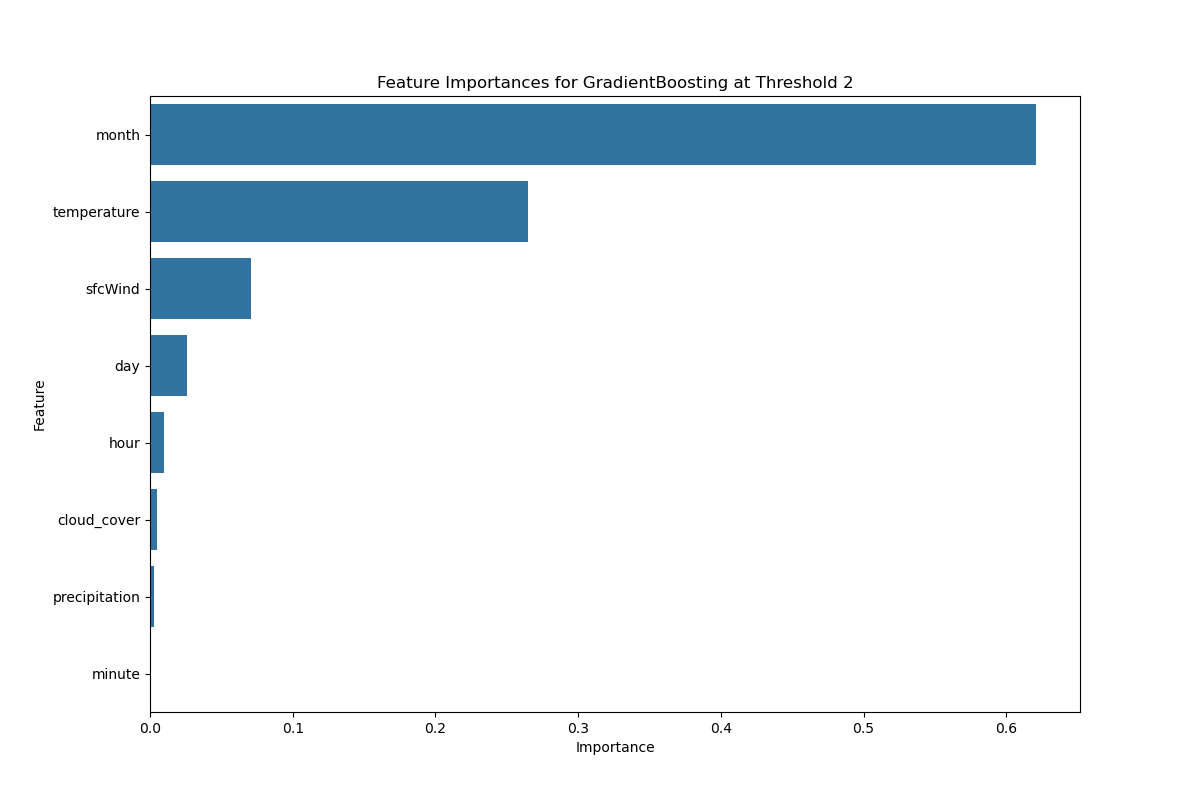 Feature Importances for GradientBoosting at Threshold 2
month
temperature
sfcWind
day
hour
cloud_cover
precipitation
minute
Feature
0.0 0.1 0.2 0.3 0.4 0.5 0.6
Importance